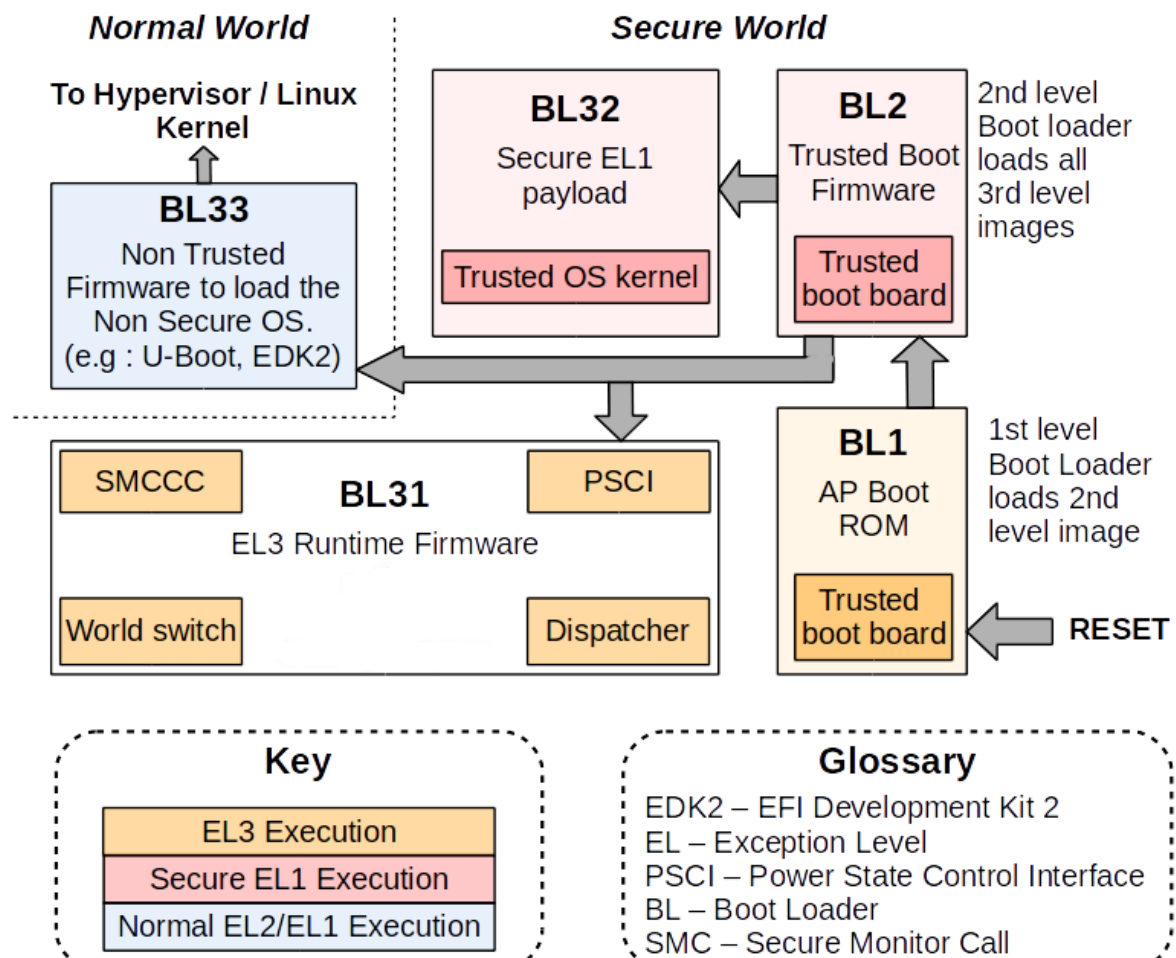 Normal World
Secure World
To Hypervisor / Linux
Kernel
BL33
Non Trusted
Firmware to load the
Non Secure OS.
(e.g : U-Boot, EDK2)
BL32
Secure EL1
payload
Trusted OS kernel
BL2
Trusted Boot
Firmware
Trusted
boot board
2nd level
Boot loader
loads all
3rd level
images
SMCCC
BL31
PSCI
EL3 Runtime Firmware
World switch
Dispatcher
BL1
AP Boot
ROM
Trusted
boot board
1st level
Boot Loader
loads 2nd
level image
RESET
Key
EL3 Execution
Secure EL1 Execution
Normal EL2/EL1 Execution
Glossary
EDK2 – EFI Development Kit 2
EL – Exception Level
PSCI – Power State Control Interface
BL – Boot Loader
SMC – Secure Monitor Call